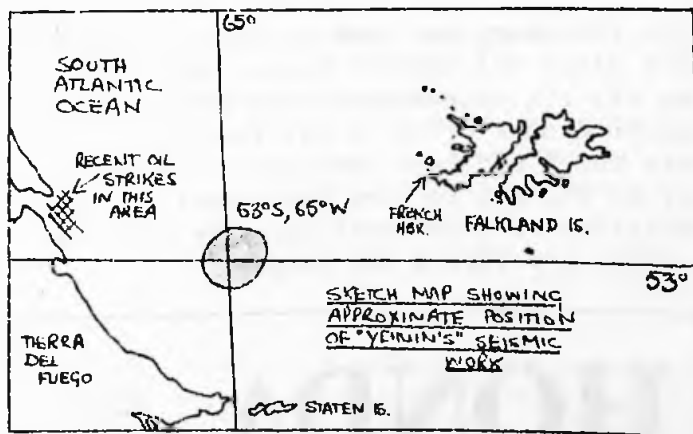 65°
SOUTH
ATLANTIC
OCEAN
RECENT OIL
STRIKES
IN THIS
AREA
53°S, 65°W
FRENCH
HBR.
FALKLAND IS.
53°
SKETCH MAP SHOWING
APPROXIMATE POSITION
OF "YEININ'S" SEISMIC
WORK
TIERRA
DEL
FUEGO
STATEN IS.